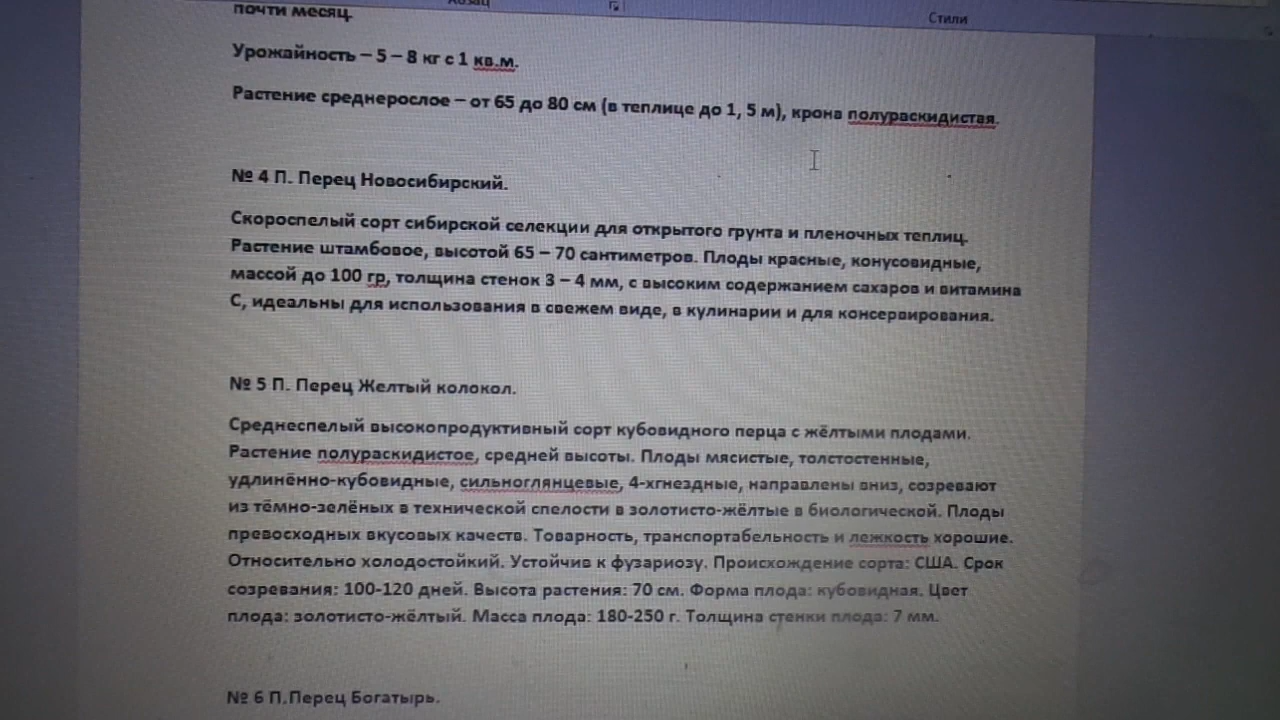 Абзац
Стили
почти месяц.
Урожайность – 5 – 8 кг с 1 кв.м.
Растение среднерослое – от 65 до 80 см (в теплице до 1, 5 м), крона полураскидистая.
№ 4 П. Перец Новосибирский.
Скороспелый сорт сибирской селекции для открытого грунта и пленочных теплиц.
Растение штамбовое, высотой 65 – 70 сантиметров. Плоды красные, конусовидные,
массой до 100 гр, толщина стенок 3 – 4 мм, с высоким содержанием сахаров и витамина
С, идеальны для использования в свежем виде, в кулинарии и для консервирования.
№ 5 П. Перец Желтый колокол.
Среднеспелый высокопродуктивный сорт кубовидного перца с жёлтыми плодами.
Растение полураскидистое, средней высоты. Плоды мясистые, толстостенные,
удлинённо-кубовидные, сильноглянцевые, 4-хгнездные, направлены вниз, созревают
из тёмно-зелёных в технической спелости в золотисто-жёлтые в биологической. Плоды
превосходных вкусовых качеств. Товарность, транспортабельность и лежкость хорошие.
Относительно холодостойкий. Устойчив к фузариозу. Происхождение сорта: США. Срок
созревания: 100-120 дней. Высота растения: 70 см. Форма плода: кубовидная. Цвет
плода: золотисто-жёлтый. Масса плода: 180-250 г. Толщина стенки плода: 7 мм.
№ 6 П.Перец Богатырь.